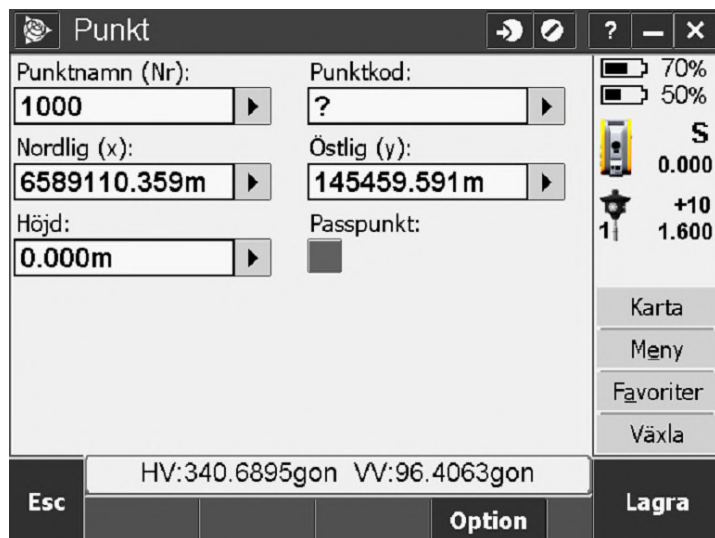 Punkt
?
Punktnamn (Nr):
Punktkod:
1000
?
Nordlig (x):
Östlig (y):
6589110.359m
145459.591m
Höjd:
Passpunkt:
0.000m
70%
50%
S
0.000
+10
1
1.600
Karta
Meny
Favoriter
Växla
HV:340.6895gon VV:96.4063gon
Esc
Option
Lagra